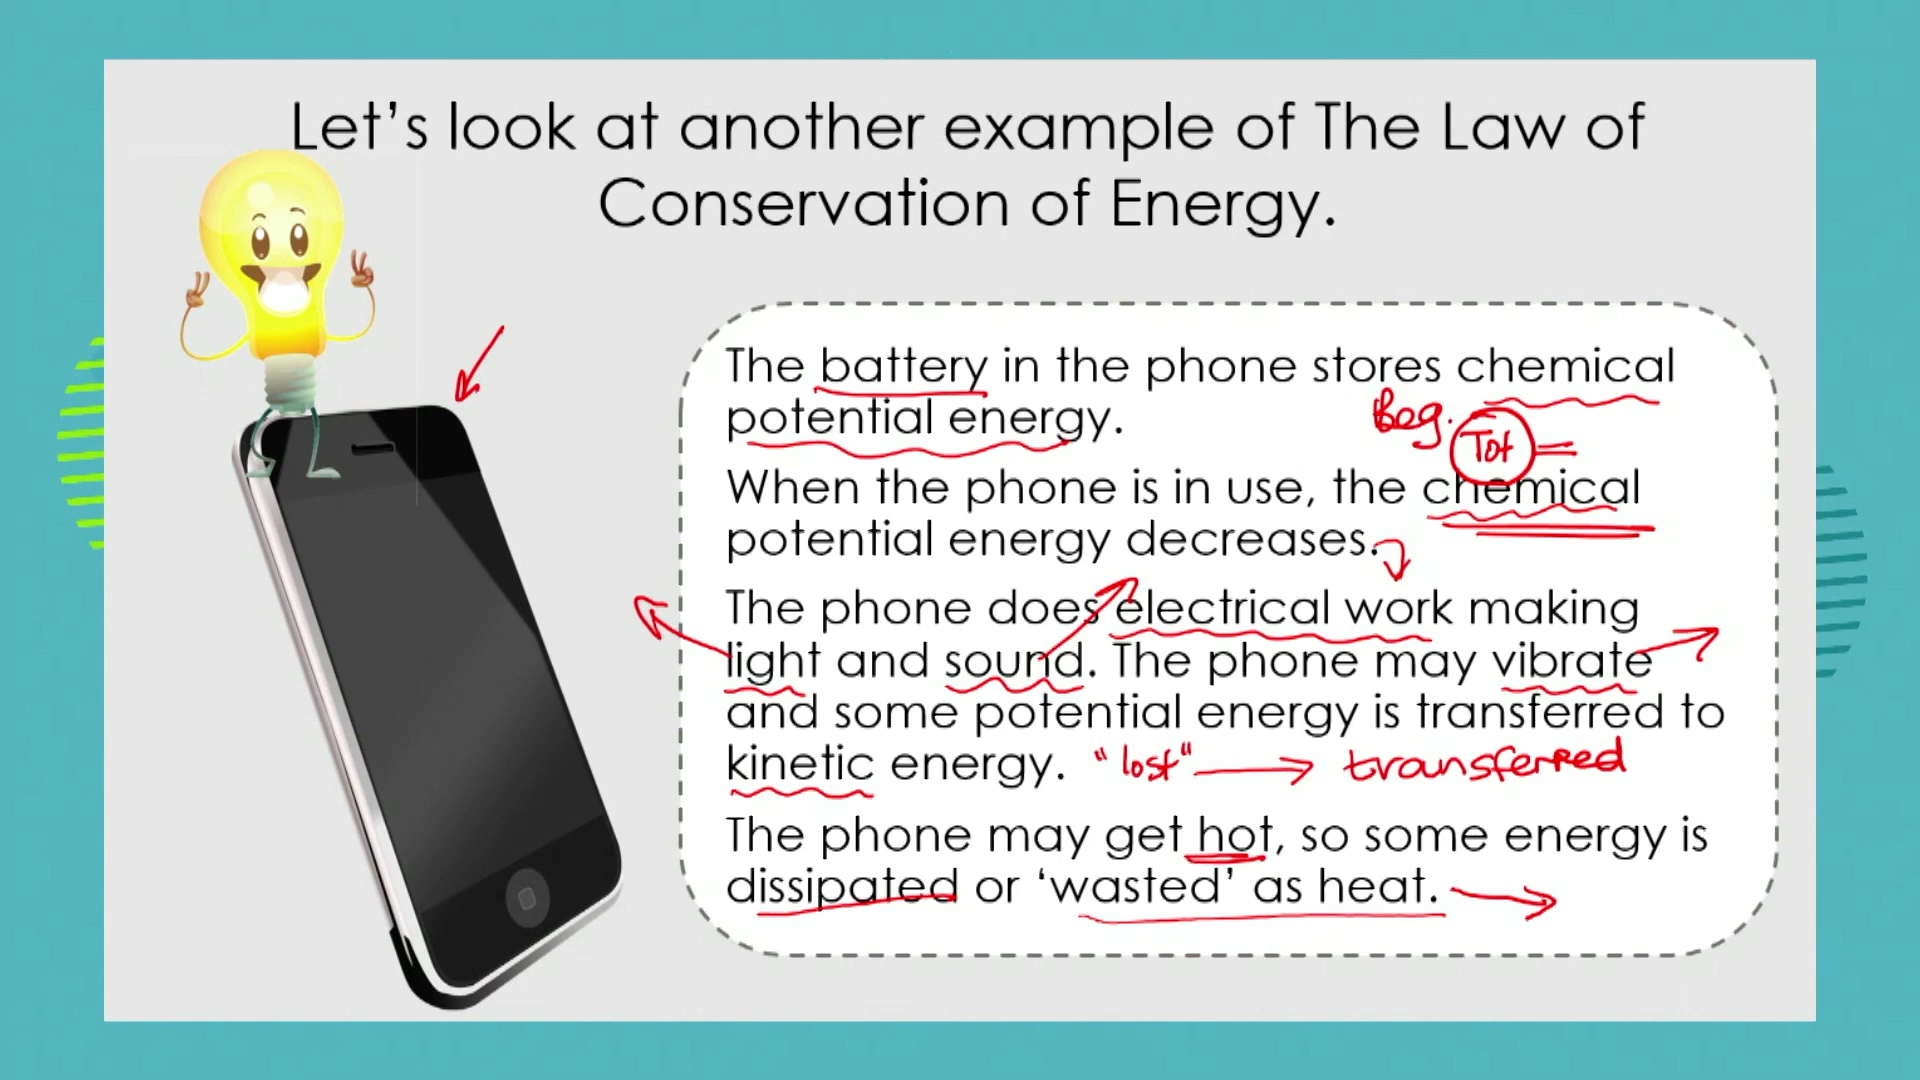 Let's look at another example of The Law of
Conservation of Energy.
The battery in the phone stores chemical
potential energy.
Beg.
Tot =
When the phone is in use, the chemical
potential energy decreases.
The phone does electrical work making
light and sound. The phone may vibrate
and some potential energy is transferred to
kinetic energy. "lost" → transferred
The phone may get hot, so some energy is
dissipated or ‘wasted’ as heat.